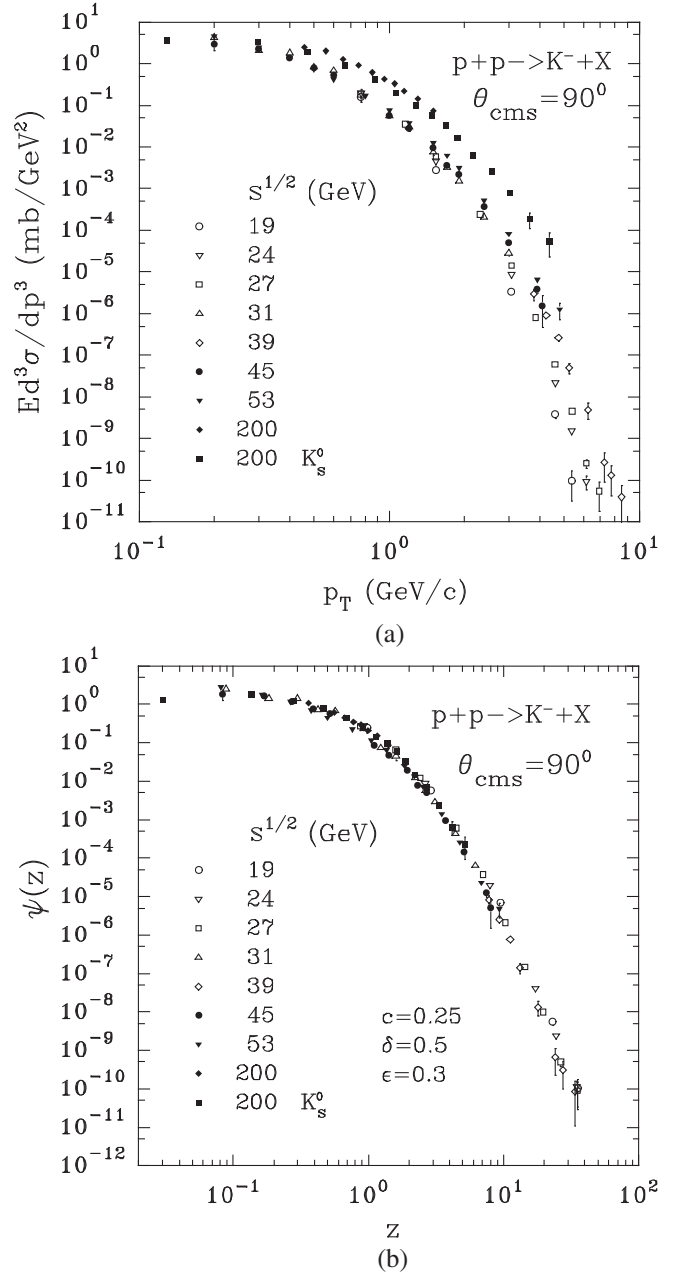 10¹
p+p->K⁻+X
10⁰
θcms=90⁰
10⁻¹
10⁻²
10⁻³
s^1/2 (GeV)
10⁻⁴
19
24
10⁻⁵
27
31
10⁻⁶
39
10⁻⁷
45
10⁻⁸
53
10⁻⁹
200
200 K⁰s
10⁻¹⁰
10⁻¹¹
Ed³σ/dp³ (mb/GeV²)
10⁻¹ 10⁰ 10¹
pT (GeV/c)
(a)
10¹
10⁰
p+p->K⁻+X
10⁻¹
θcms=90⁰
10⁻²
10⁻³
s^1/2 (GeV)
10⁻⁴
19
10⁻⁵
24
27
10⁻⁶
31
10⁻⁷
39
10⁻⁸
45 c=0.25
53 δ=0.5
10⁻⁹
200 ε=0.3
10⁻¹⁰
200 K⁰s
10⁻¹¹
10⁻¹²
ψ(z)
10⁻¹ 10⁰ 10¹ 10²
z
(b)